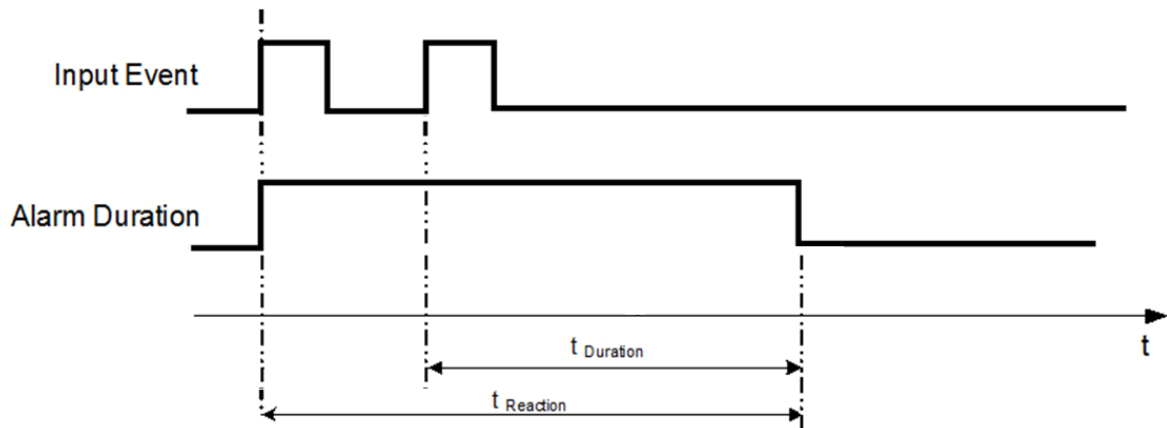 Input Event
Alarm Duration
t
t Duration
t Reaction